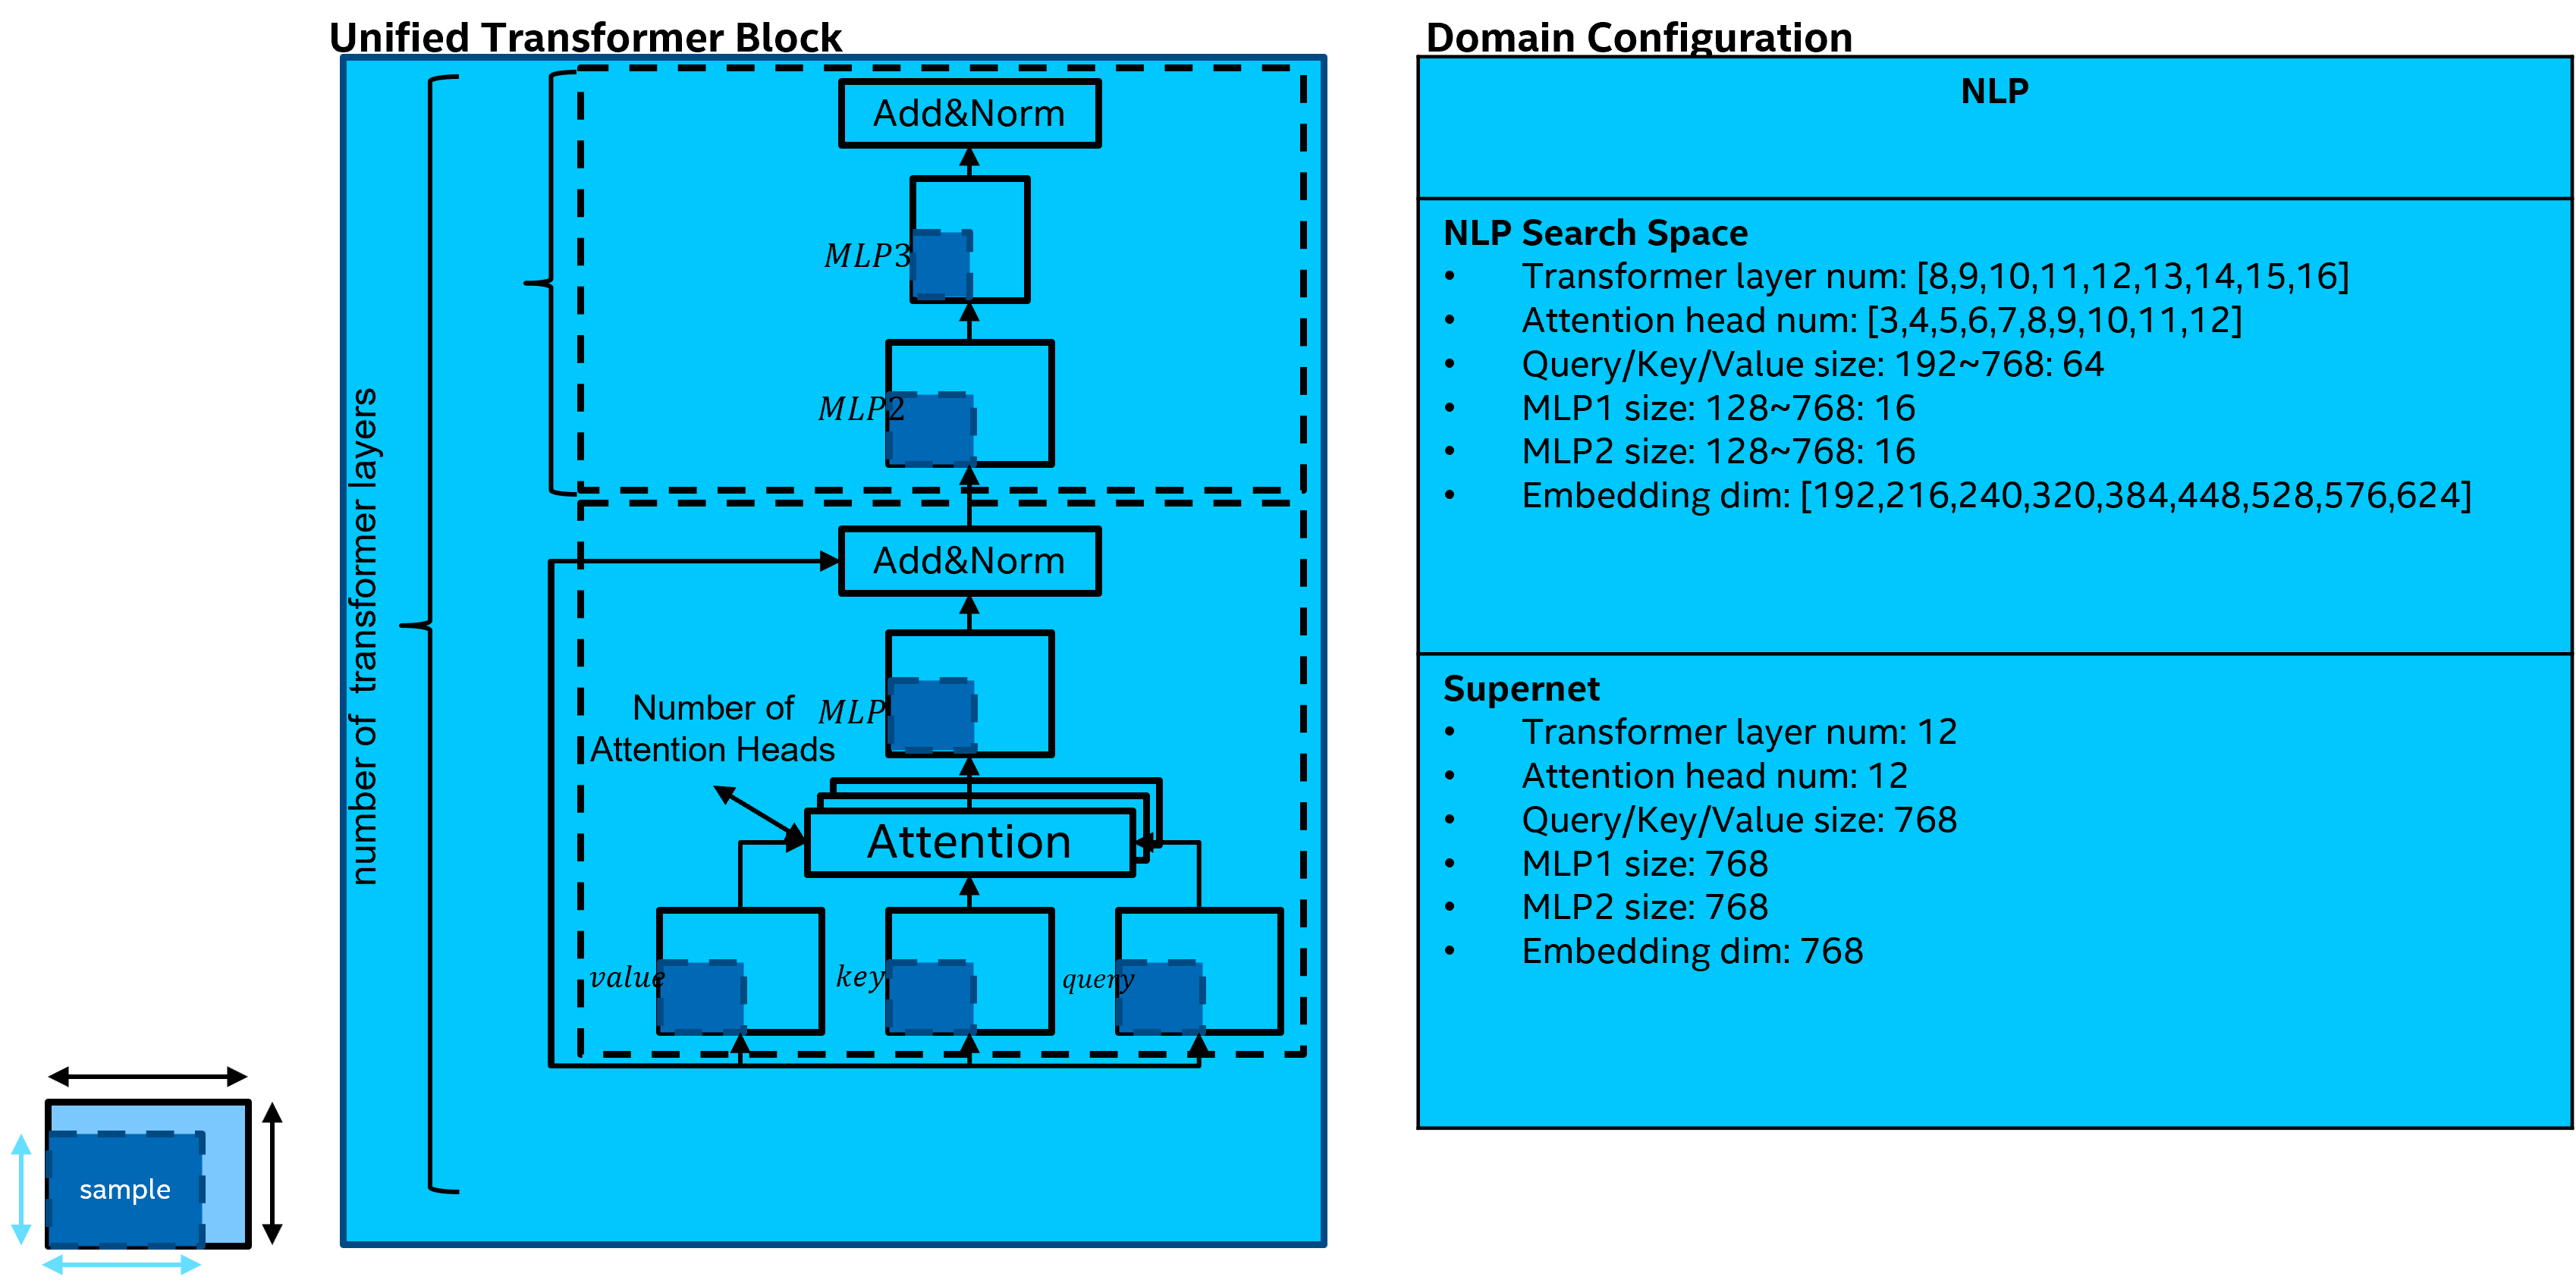 Unified Transformer Block
Add&Norm
MLP3
MLP2
Add&Norm
number of transformer layers
Number of
Attention Heads
MLP
Attention
value
key
query
sample
Domain Configuration
NLP
NLP Search Space
• Transformer layer num: [8,9,10,11,12,13,14,15,16]
• Attention head num: [3,4,5,6,7,8,9,10,11,12]
• Query/Key/Value size: 192~768: 64
• MLP1 size: 128~768: 16
• MLP2 size: 128~768: 16
• Embedding dim: [192,216,240,320,384,448,528,576,624]
Supernet
• Transformer layer num: 12
• Attention head num: 12
• Query/Key/Value size: 768
• MLP1 size: 768
• MLP2 size: 768
• Embedding dim: 768